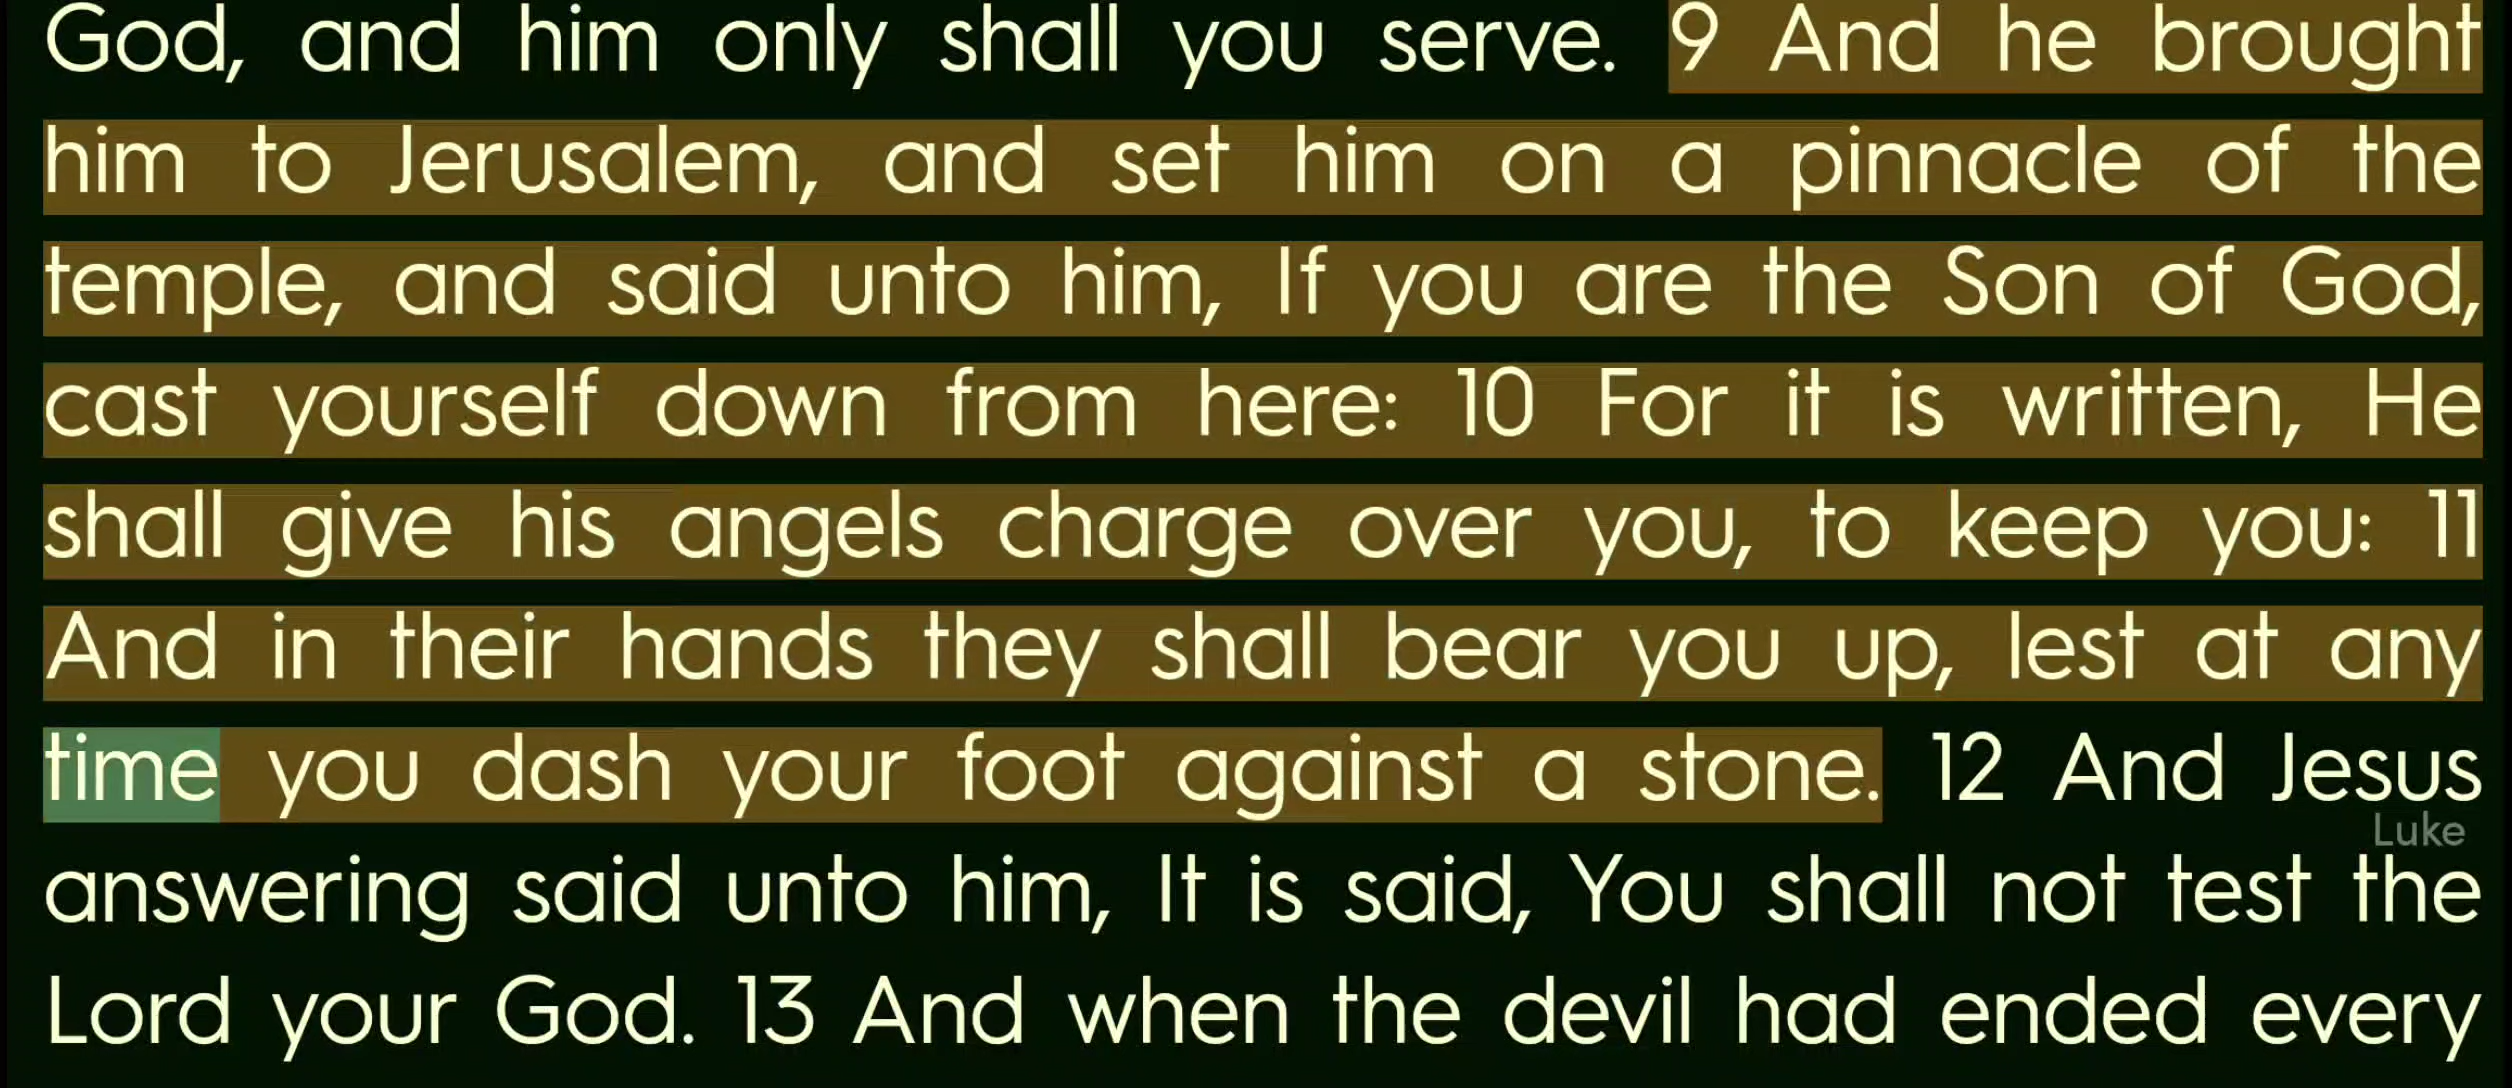 God, and him only shall you serve. 9 And he brought
him to Jerusalem, and set him on a pinnacle of the
temple, and said unto him, If you are the Son of God,
cast yourself down from here: 10 For it is written, He
shall give his angels charge over you, to keep you: 11
And in their hands they shall bear you up, lest at any
time you dash your foot against a stone. 12 And Jesus
Luke
answering said unto him, It is said, You shall not test the
Lord your God. 13 And when the devil had ended every